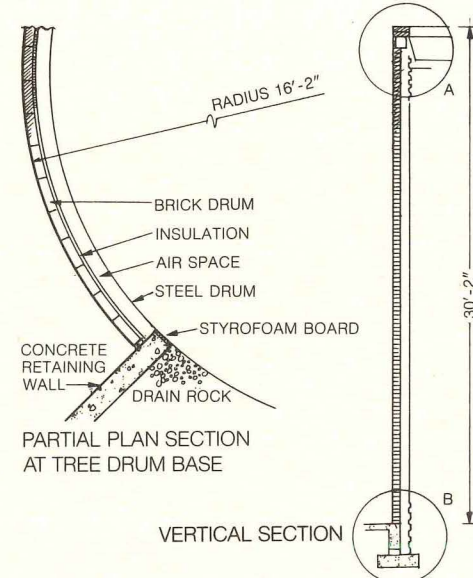 RADIUS 16'-2"
A
BRICK DRUM
INSULATION
AIR SPACE
STEEL DRUM
STYROFOAM BOARD
CONCRETE
RETAINING
WALL
DRAIN ROCK
30'-2"
PARTIAL PLAN SECTION
AT TREE DRUM BASE
B
VERTICAL SECTION